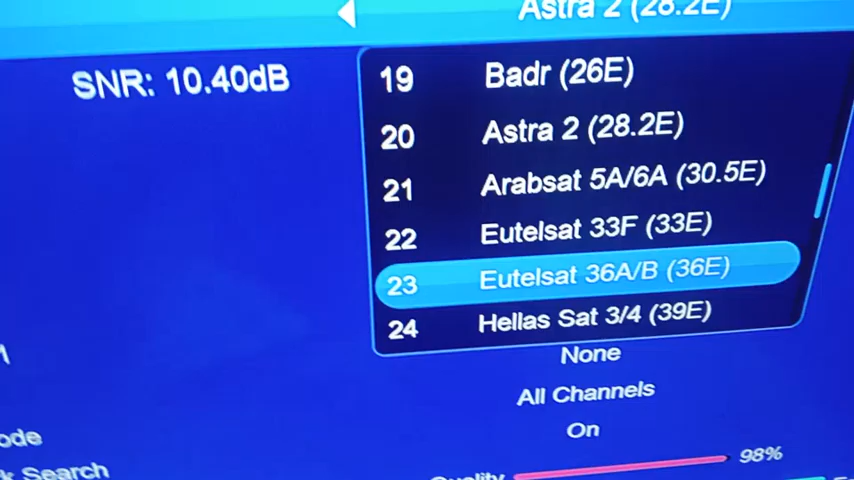 Astra 2 (28.2E)
SNR: 10.40dB
19 Badr (26E)
20 Astra 2 (28.2E)
21 Arabsat 5A/6A (30.5E)
22 Eutelsat 33F (33E)
23 Eutelsat 36A/B (36E)
24 Hellas Sat 3/4 (39E)
None
All Channels
On
Search
Quality 98%